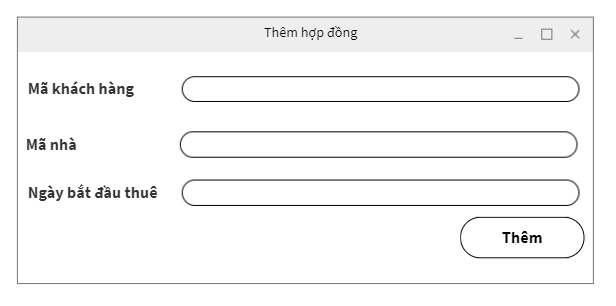 Thêm hợp đồng
Mã khách hàng
Mã nhà
Ngày bắt đầu thuê
Thêm